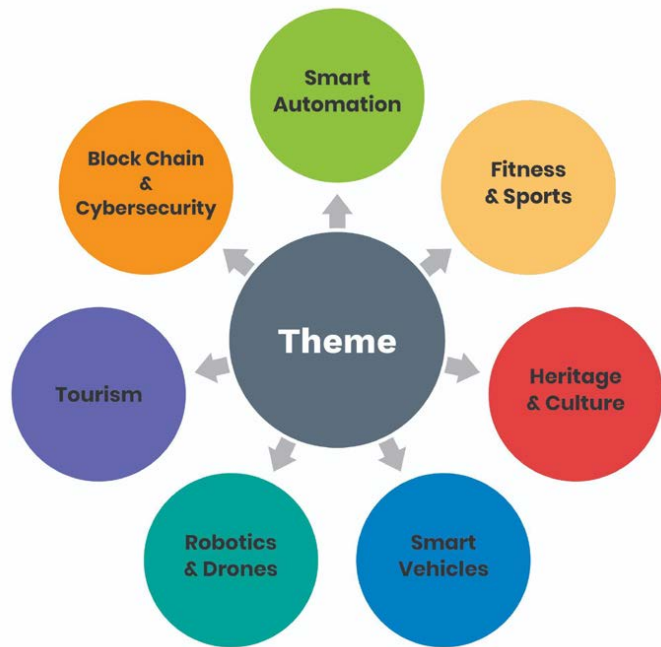 Smart
Automation
Block Chain
&
Cybersecurity
Fitness
& Sports
Theme
Tourism
Heritage
& Culture
Robotics
& Drones
Smart
Vehicles